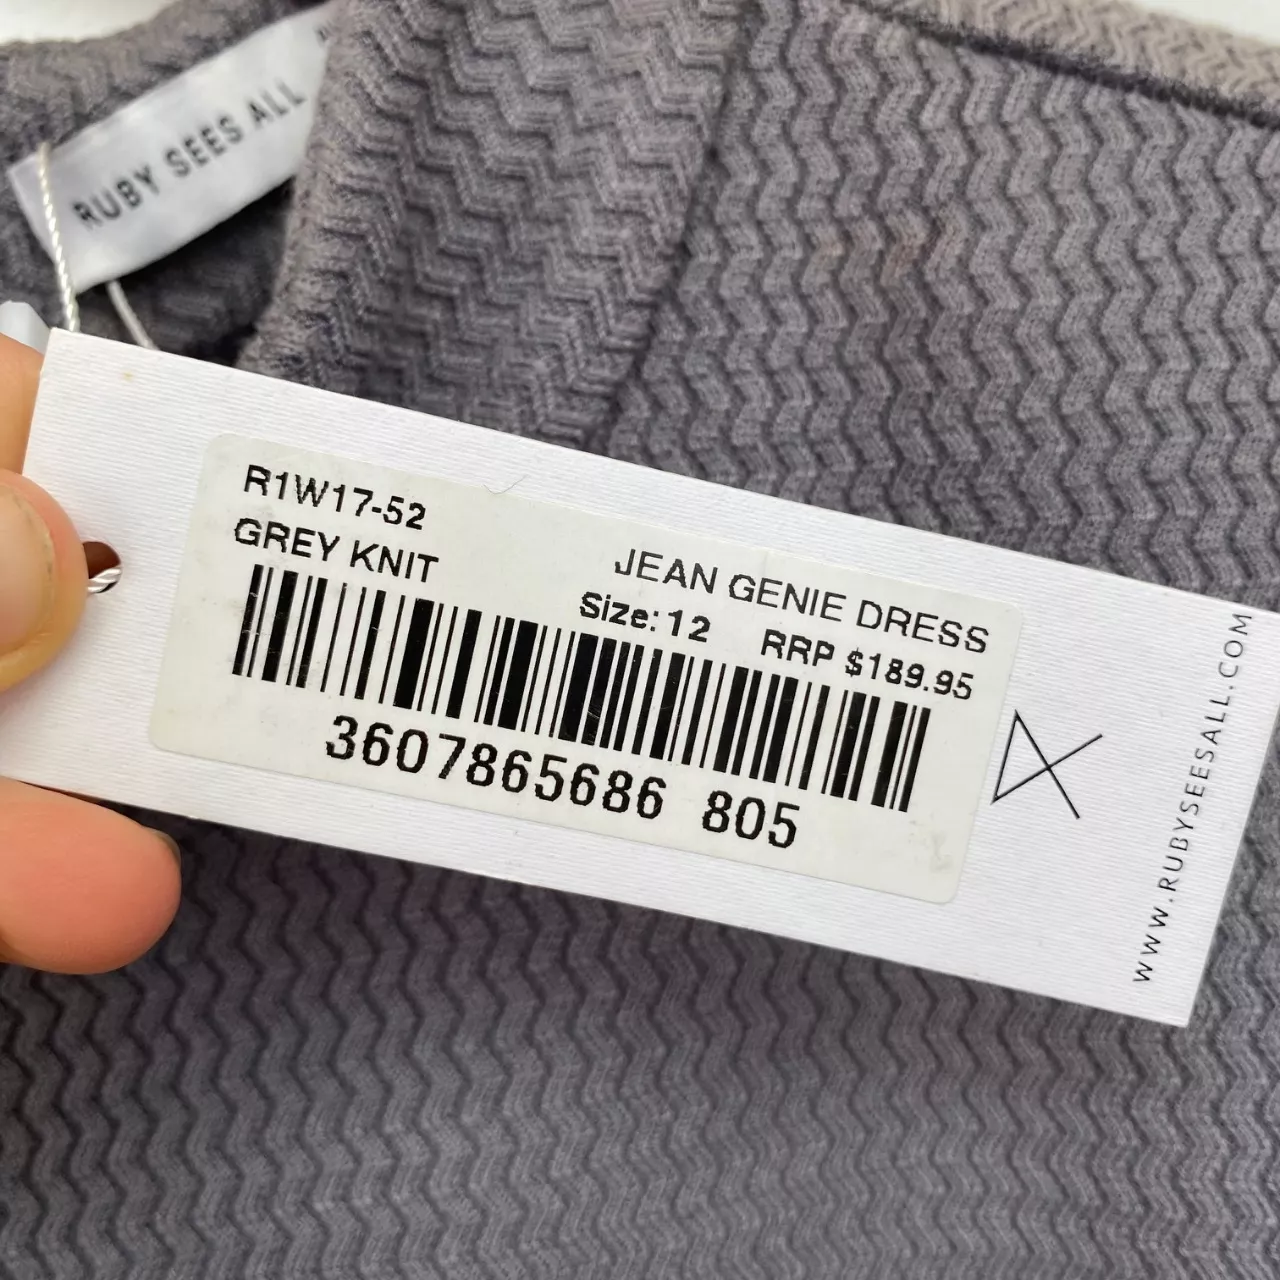 RUBY SEES ALL
R1W17-52
GREY KNIT
JEAN GENIE DRESS
Size: 12 RRP $189.95
3607865686 805
WWW.RUBYSEESALL.COM